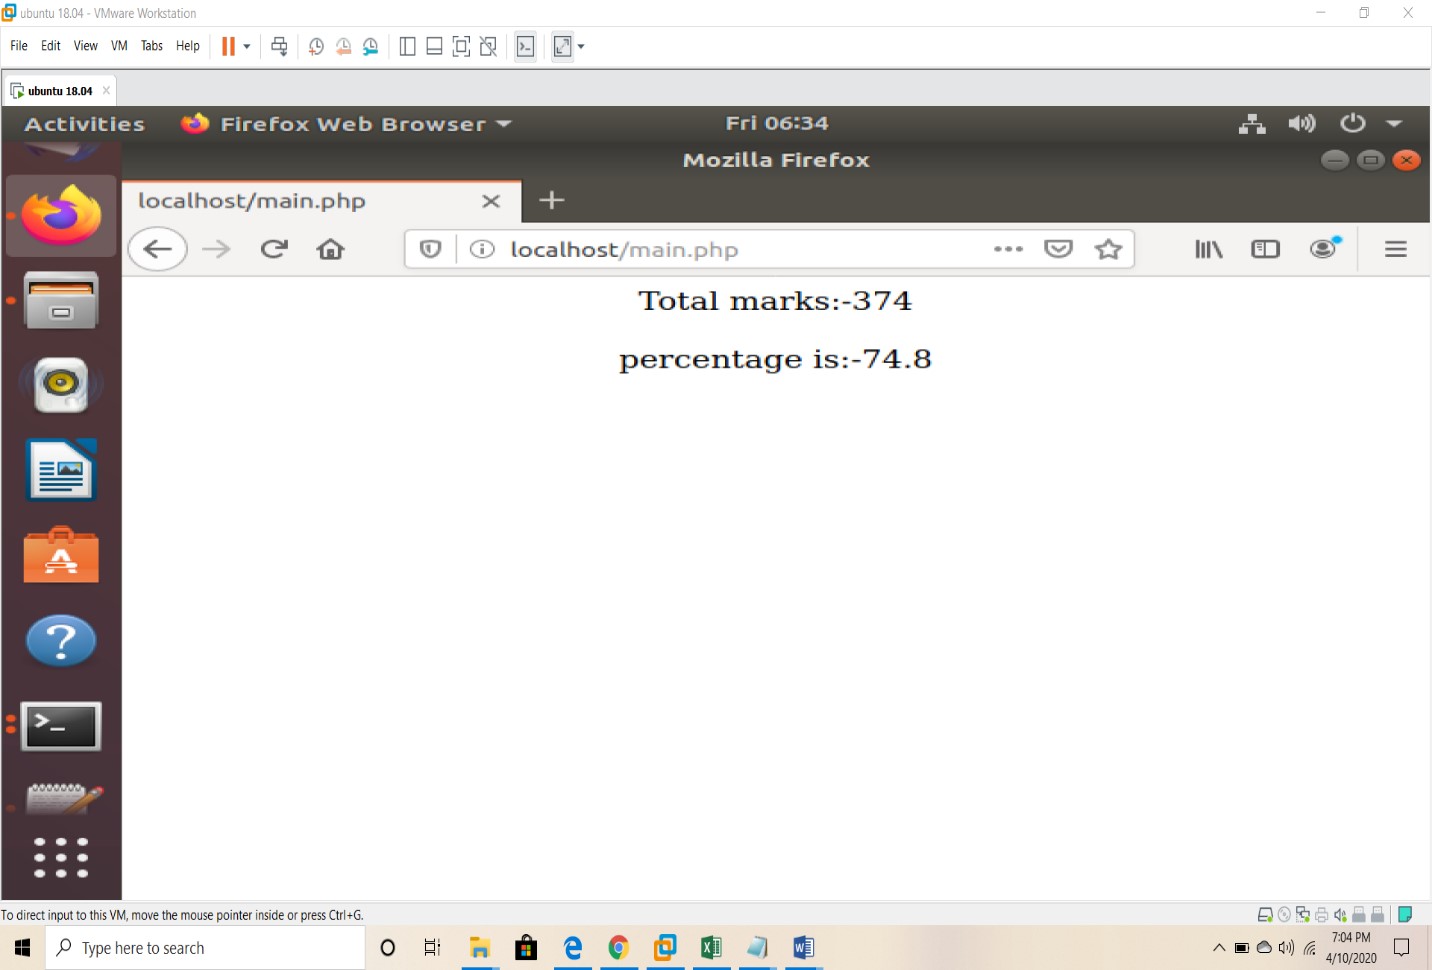 ubuntu 18.04 - VMware Workstation
File Edit View VM Tabs Help
ubuntu 18.04
Activities Firefox Web Browser Fri 06:34
Mozilla Firefox
localhost/main.php
localhost/main.php
Total marks:-374
percentage is:-74.8
To direct input to this VM, move the mouse pointer inside or press Ctrl+G.
Type here to search
7:04 PM
4/10/2020